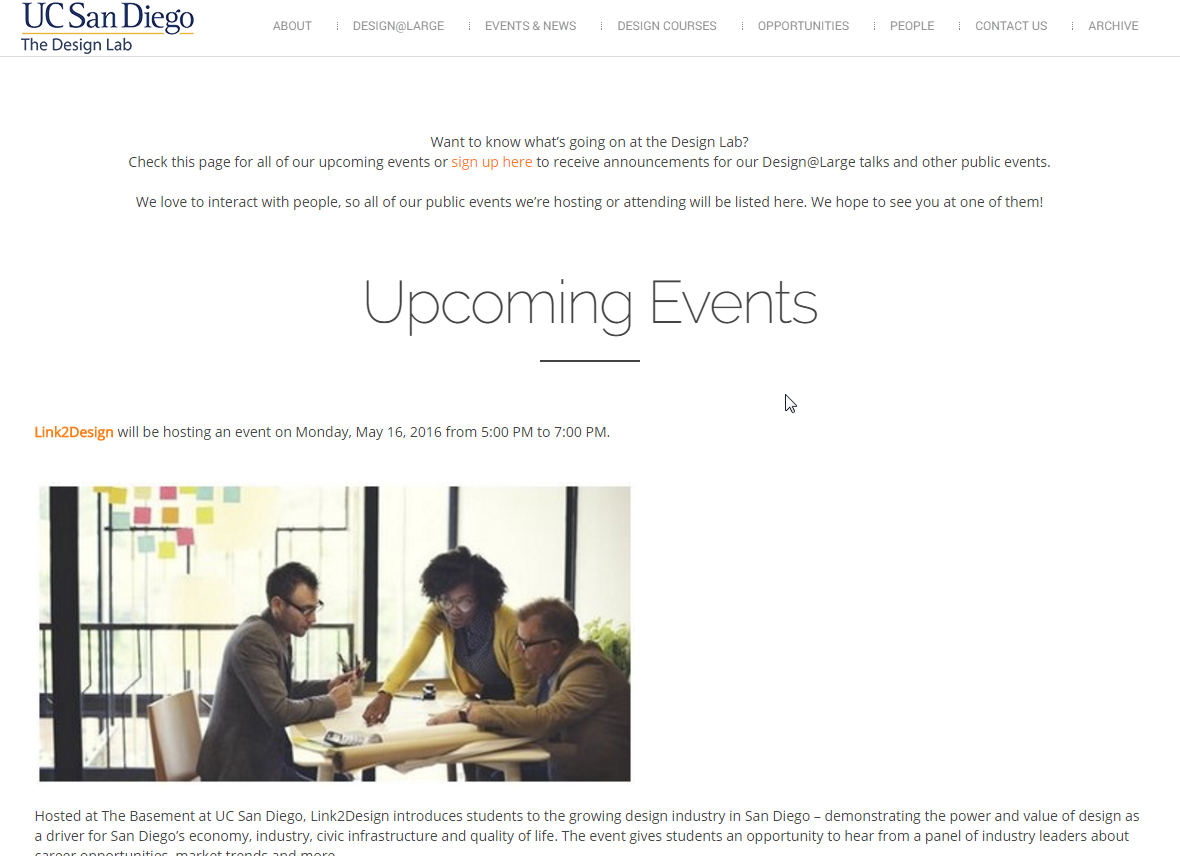 UC San Diego
The Design Lab
ABOUT DESIGN@LARGE EVENTS & NEWS DESIGN COURSES OPPORTUNITIES PEOPLE CONTACT US ARCHIVE
Want to know what’s going on at the Design Lab?
Check this page for all of our upcoming events or sign up here to receive announcements for our Design@Large talks and other public events.
We love to interact with people, so all of our public events we’re hosting or attending will be listed here. We hope to see you at one of them!
Upcoming Events
Link2Design will be hosting an event on Monday, May 16, 2016 from 5:00 PM to 7:00 PM.
Hosted at The Basement at UC San Diego, Link2Design introduces students to the growing design industry in San Diego – demonstrating the power and value of design as
a driver for San Diego’s economy, industry, civic infrastructure and quality of life. The event gives students an opportunity to hear from a panel of industry leaders about
career opportunities, market trends and more.